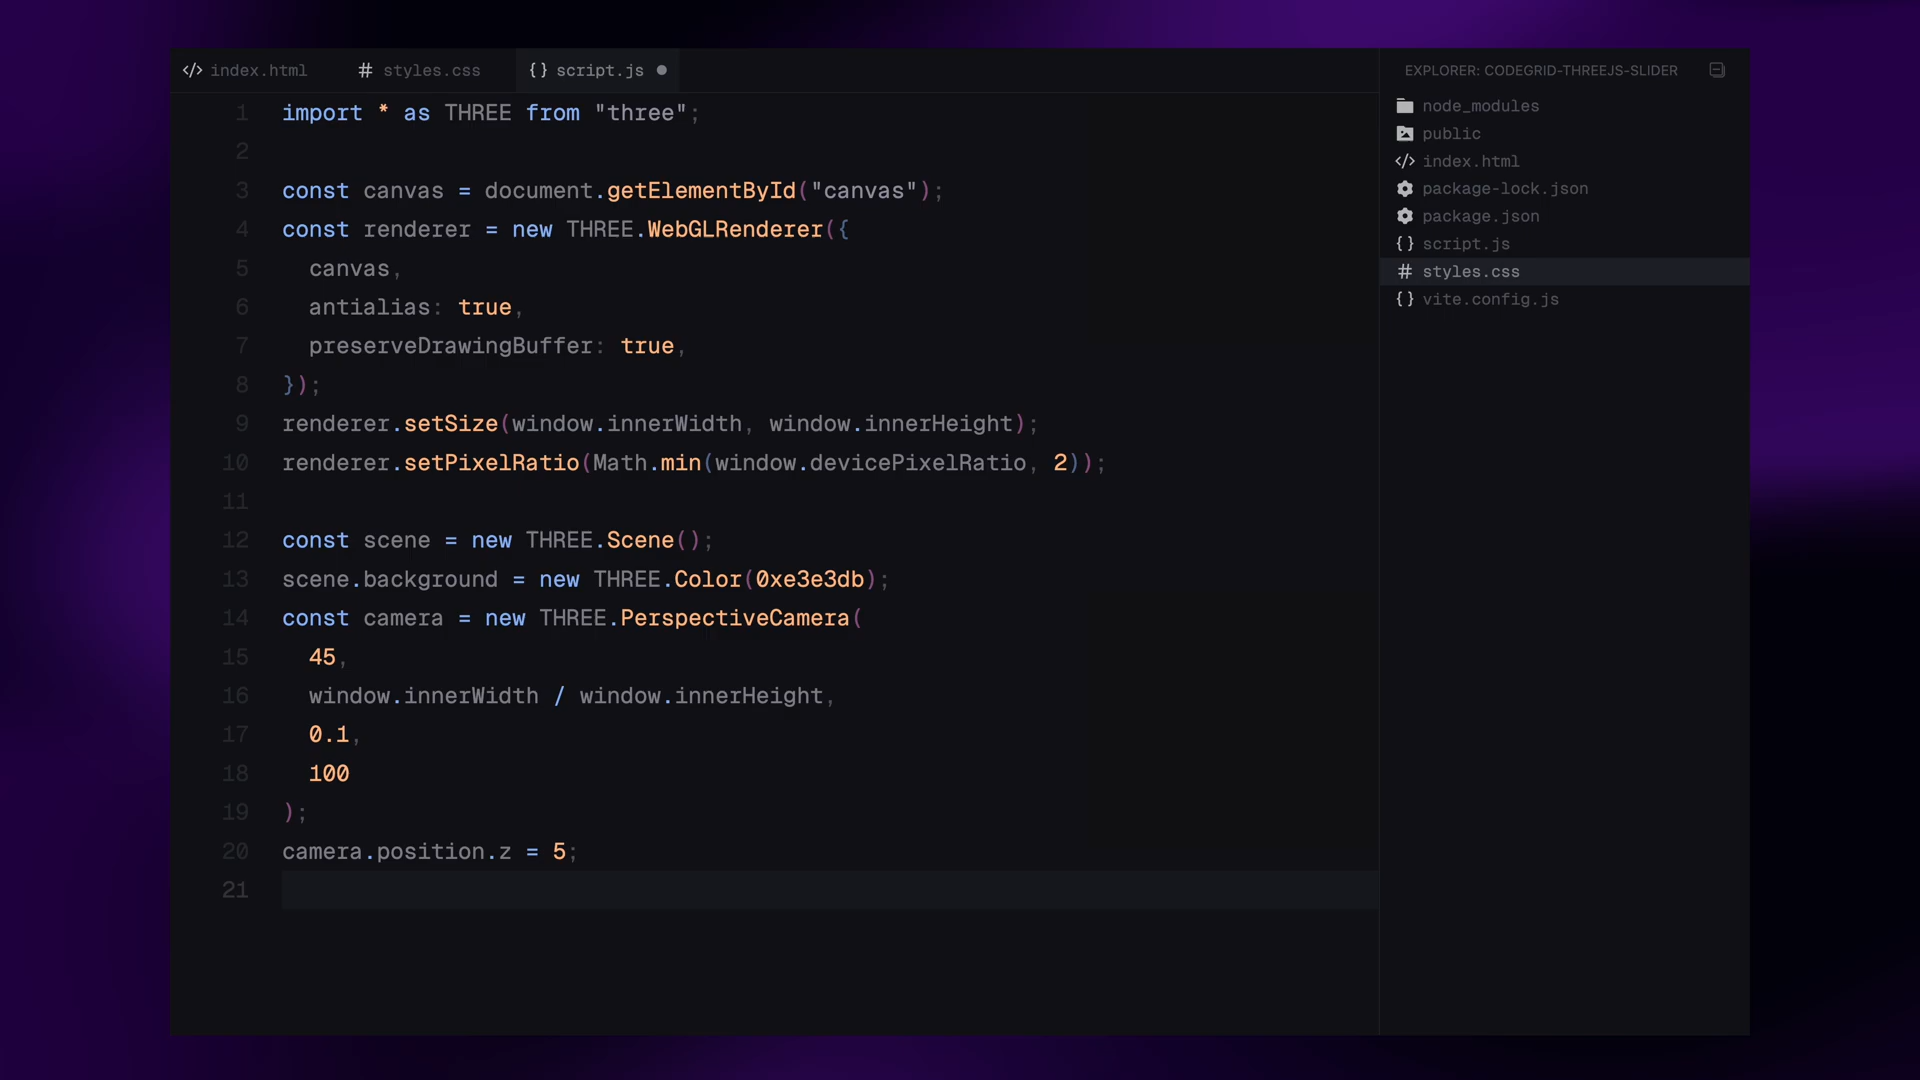 index.html
# styles.css
{} script.js
1 import * as THREE from "three";
2
3 const canvas = document.getElementById("canvas");
4 const renderer = new THREE.WebGLRenderer({
5 canvas,
6 antialias: true,
7 preserveDrawingBuffer: true,
8 });
9 renderer.setSize(window.innerWidth, window.innerHeight);
10 renderer.setPixelRatio(Math.min(window.devicePixelRatio, 2));
11
12 const scene = new THREE.Scene();
13 scene.background = new THREE.Color(0xe3e3db);
14 const camera = new THREE.PerspectiveCamera(
15 45,
16 window.innerWidth / window.innerHeight,
17 0.1,
18 100
19 );
20 camera.position.z = 5;
21
EXPLORER: CODEGRID-THREEJS-SLIDER
node_modules
public
</> index.html
package-lock.json
package.json
{} script.js
# styles.css
{} vite.config.js